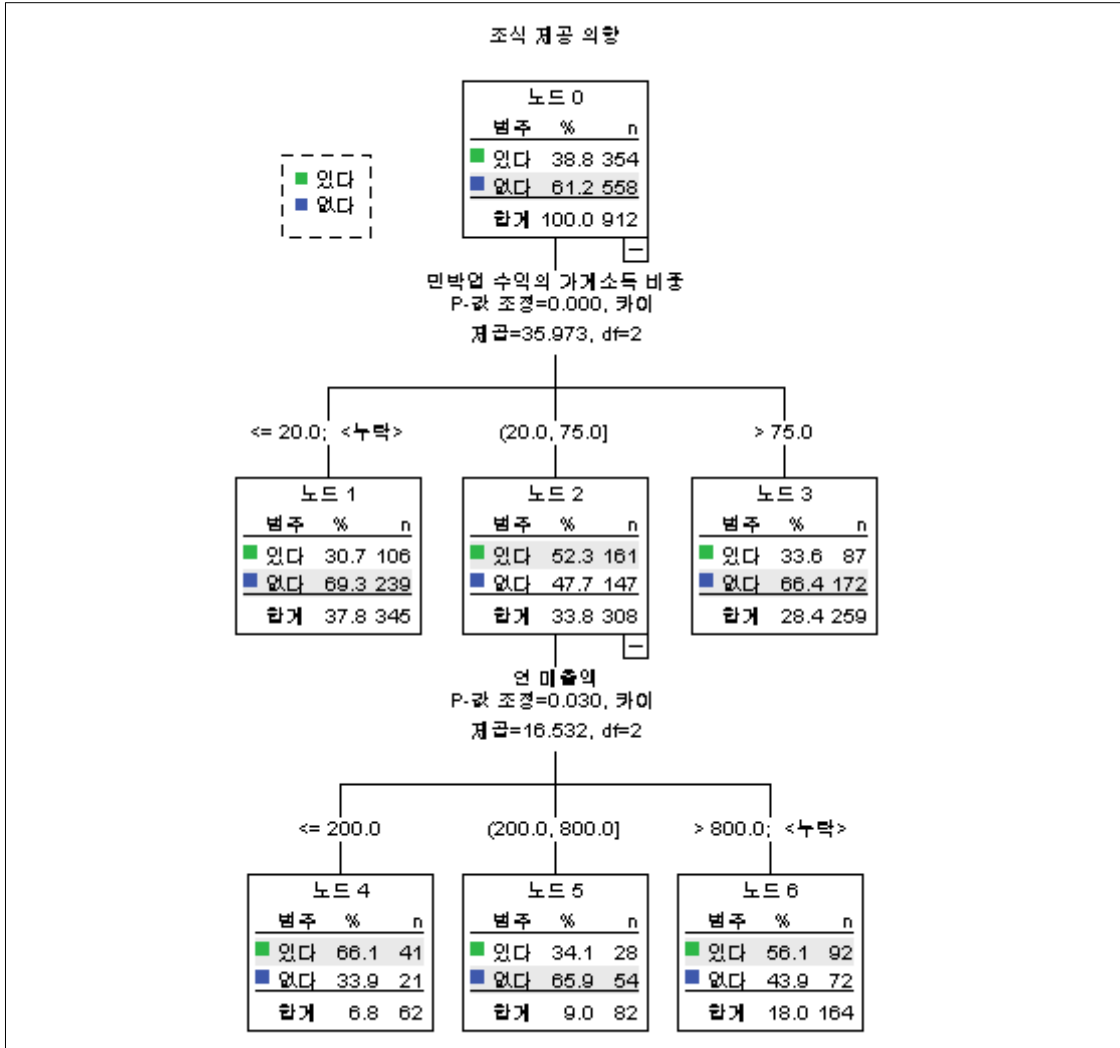 조식 제공 의향
노드 0
범주 % n
있다 38.8 354
없다 61.2 558
합계 100.0 912
있다
없다
민박업 수익의 가계소득 비중
P-값 조정=0.000, 카이
제곱=35.973, df=2
<= 20.0; <누락>
(20.0, 75.0]
> 75.0
노드 1
범주 % n
있다 30.7 106
없다 69.3 239
합계 37.8 345
노드 2
범주 % n
있다 52.3 161
없다 47.7 147
합계 33.8 308
노드 3
범주 % n
있다 33.6 87
없다 66.4 172
합계 28.4 259
연 매출액
P-값 조정=0.030, 카이
제곱=16.532, df=2
<= 200.0
(200.0, 800.0]
> 800.0; <누락>
노드 4
범주 % n
있다 66.1 41
없다 33.9 21
합계 6.8 62
노드 5
범주 % n
있다 34.1 28
없다 65.9 54
합계 9.0 82
노드 6
범주 % n
있다 56.1 92
없다 43.9 72
합계 18.0 164